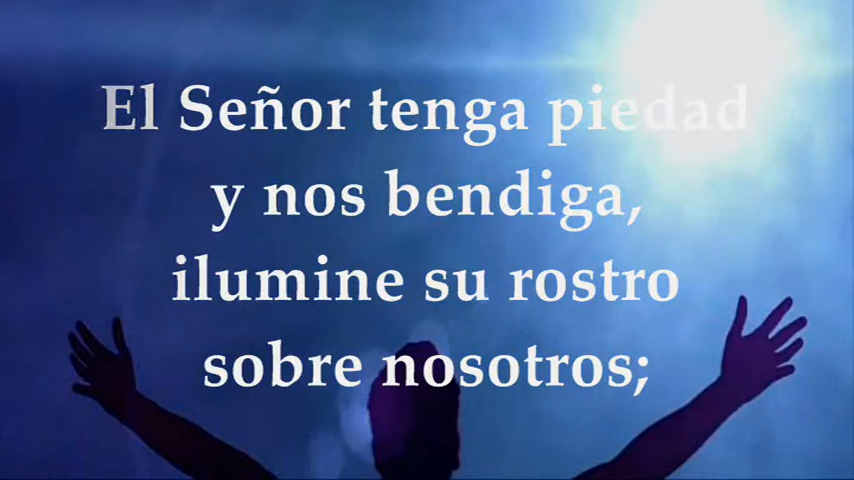 El Señor tenga piedad
y nos bendiga,
ilumine su rostro
sobre nosotros;